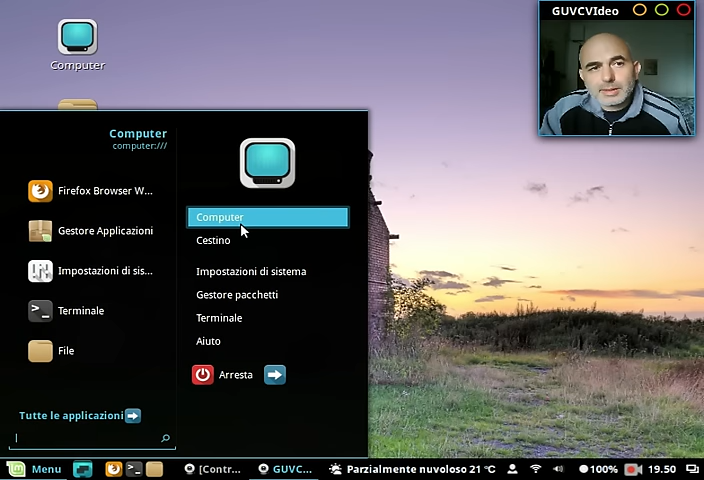 GUVCVIdeo
Computer
Computer
computer:///
Firefox Browser W...
Gestore Applicazioni
Impostazioni di sis...
Terminale
File
Tutte le applicazioni
Computer
Cestino
Impostazioni di sistema
Gestore pacchetti
Terminale
Aiuto
Arresta
Menu
[Contr...
GUVC...
Parzialmente nuvoloso 21 °C
100%
19.50